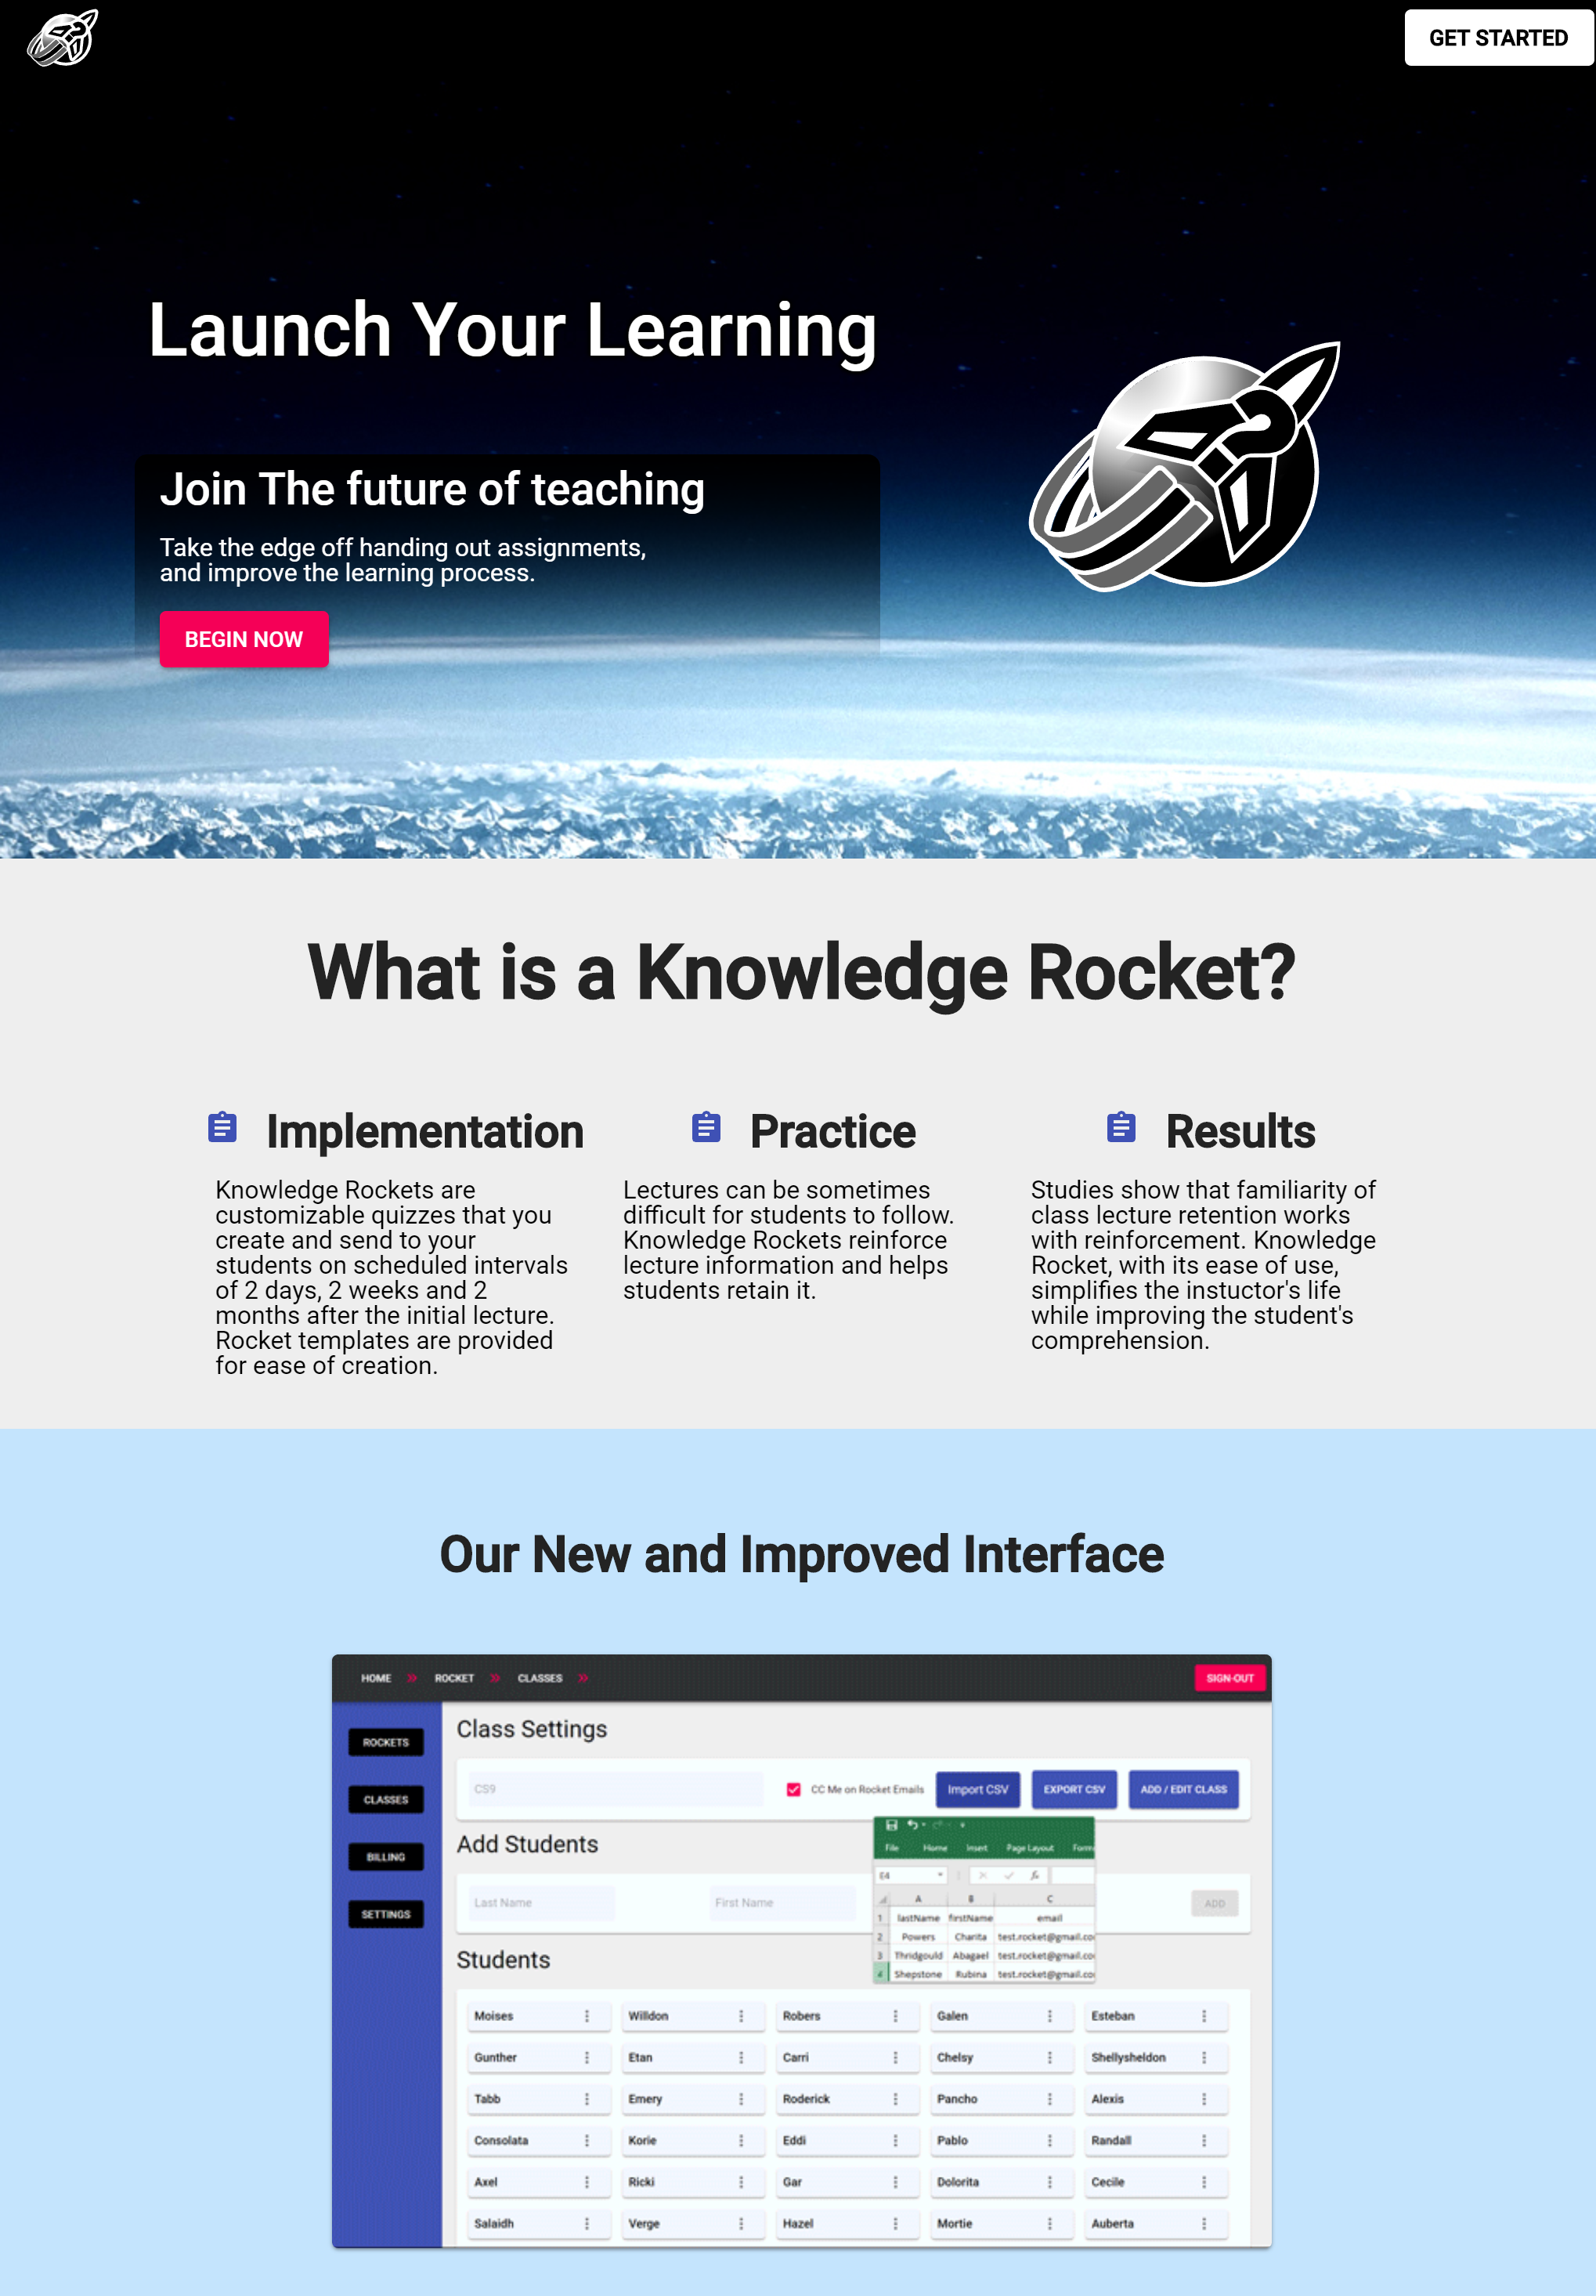 GET STARTED
Launch Your Learning
Join The future of teaching
Take the edge off handing out assignments,
and improve the learning process.
BEGIN NOW
What is a Knowledge Rocket?
Implementation
Knowledge Rockets are
customizable quizzes that you
create and send to your
students on scheduled intervals
of 2 days, 2 weeks and 2
months after the initial lecture.
Rocket templates are provided
for ease of creation.
Practice
Lectures can be sometimes
difficult for students to follow.
Knowledge Rockets reinforce
lecture information and helps
students retain it.
Results
Studies show that familiarity of
class lecture retention works
with reinforcement. Knowledge
Rocket, with its ease of use,
simplifies the instuctor's life
while improving the student's
comprehension.
Our New and Improved Interface
HOME » ROCKET » CLASSES »
SIGN-OUT
ROCKETS
CLASSES
BILLING
SETTINGS
Class Settings
CS9
CC Me on Rocket Emails
Import CSV
EXPORT CSV
ADD / EDIT CLASS
Add Students
Last Name
First Name
ADD
File Home Insert Page Layout Form
E4
fx
A B C
1 lastName firstName email
2 Powers Charita test.rocket@gmail.co
3 Thridgould Abagael test.rocket@gmail.co
4 Shepstone Rubina test.rocket@gmail.co
Students
Moises Willdon Robers Galen Esteban
Gunther Etan Carri Chelsy Shellysheldon
Tabb Emery Roderick Pancho Alexis
Consolata Korie Eddi Pablo Randall
Axel Ricki Gar Dolorita Cecile
Salaidh Verge Hazel Mortie Auberta